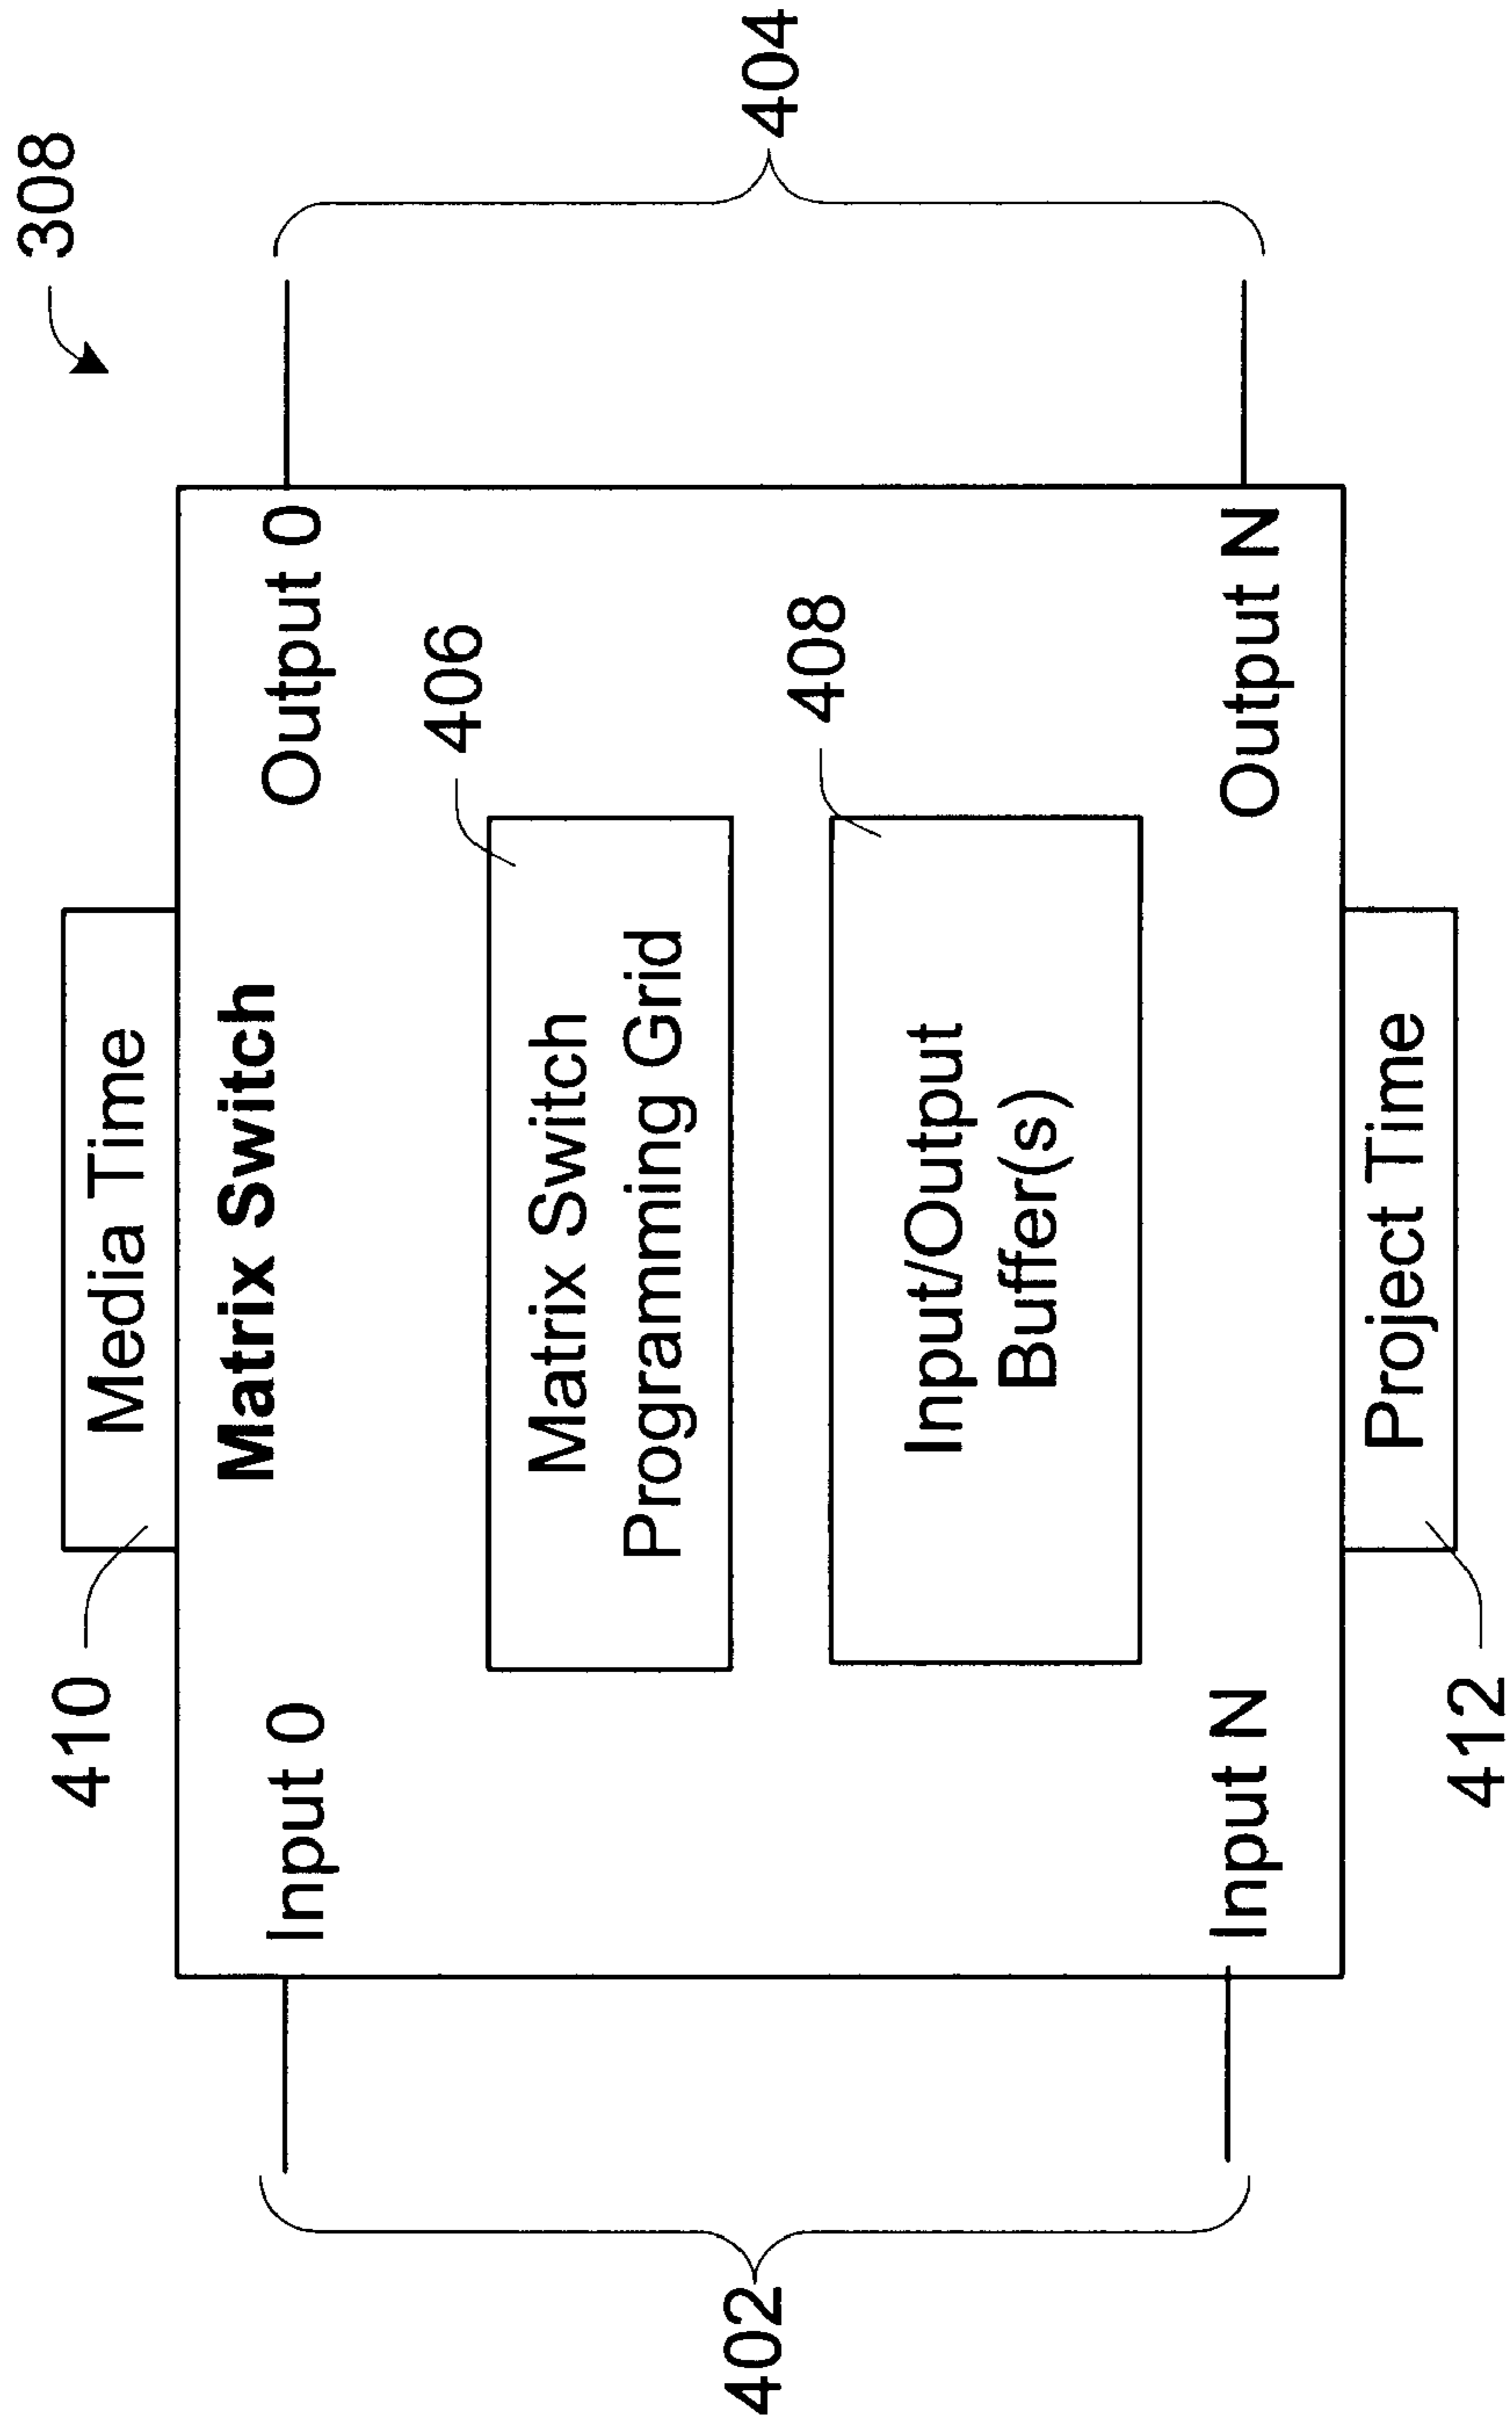 308
410
Media Time
Matrix Switch
Input 0
Output 0
406
Matrix Switch
Programming Grid
402
404
408
Input/Output
Buffer(s)
Input N
Output N
Project Time
412